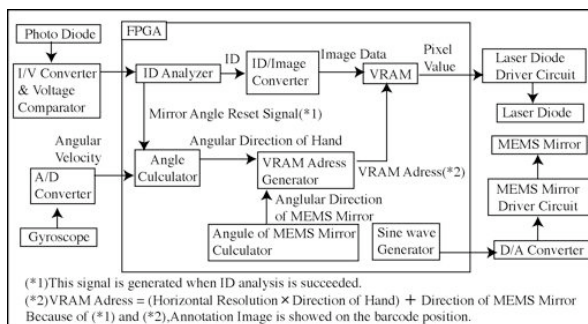 Photo Diode
FPGA
I/V Converter
& Voltage
Comparator
ID Analyzer
ID
ID/Image
Converter
Image Data
VRAM
Pixel
Value
Laser Diode
Driver Circuit
Laser Diode
Mirror Angle Reset Signal(*1)
Angular
Velocity
A/D
Converter
Gyroscope
Angle
Calculator
Angular Direction of Hand
VRAM Adress
Generator
VRAM Adress(*2)
Anglular Direction
of MEMS Mirror
Angule of MEMS Mirror
Calculator
Sine wave
Generator
MEMS Mirror
MEMS Mirror
Driver Circuit
D/A Converter
(*1)This signal is generated when ID analysis is succeeded.
(*2)VRAM Adress = (Horizontal Resolution × Direction of Hand) + Direction of MEMS Mirror
Because of (*1) and (*2),Annotation Image is showed on the barcode position.